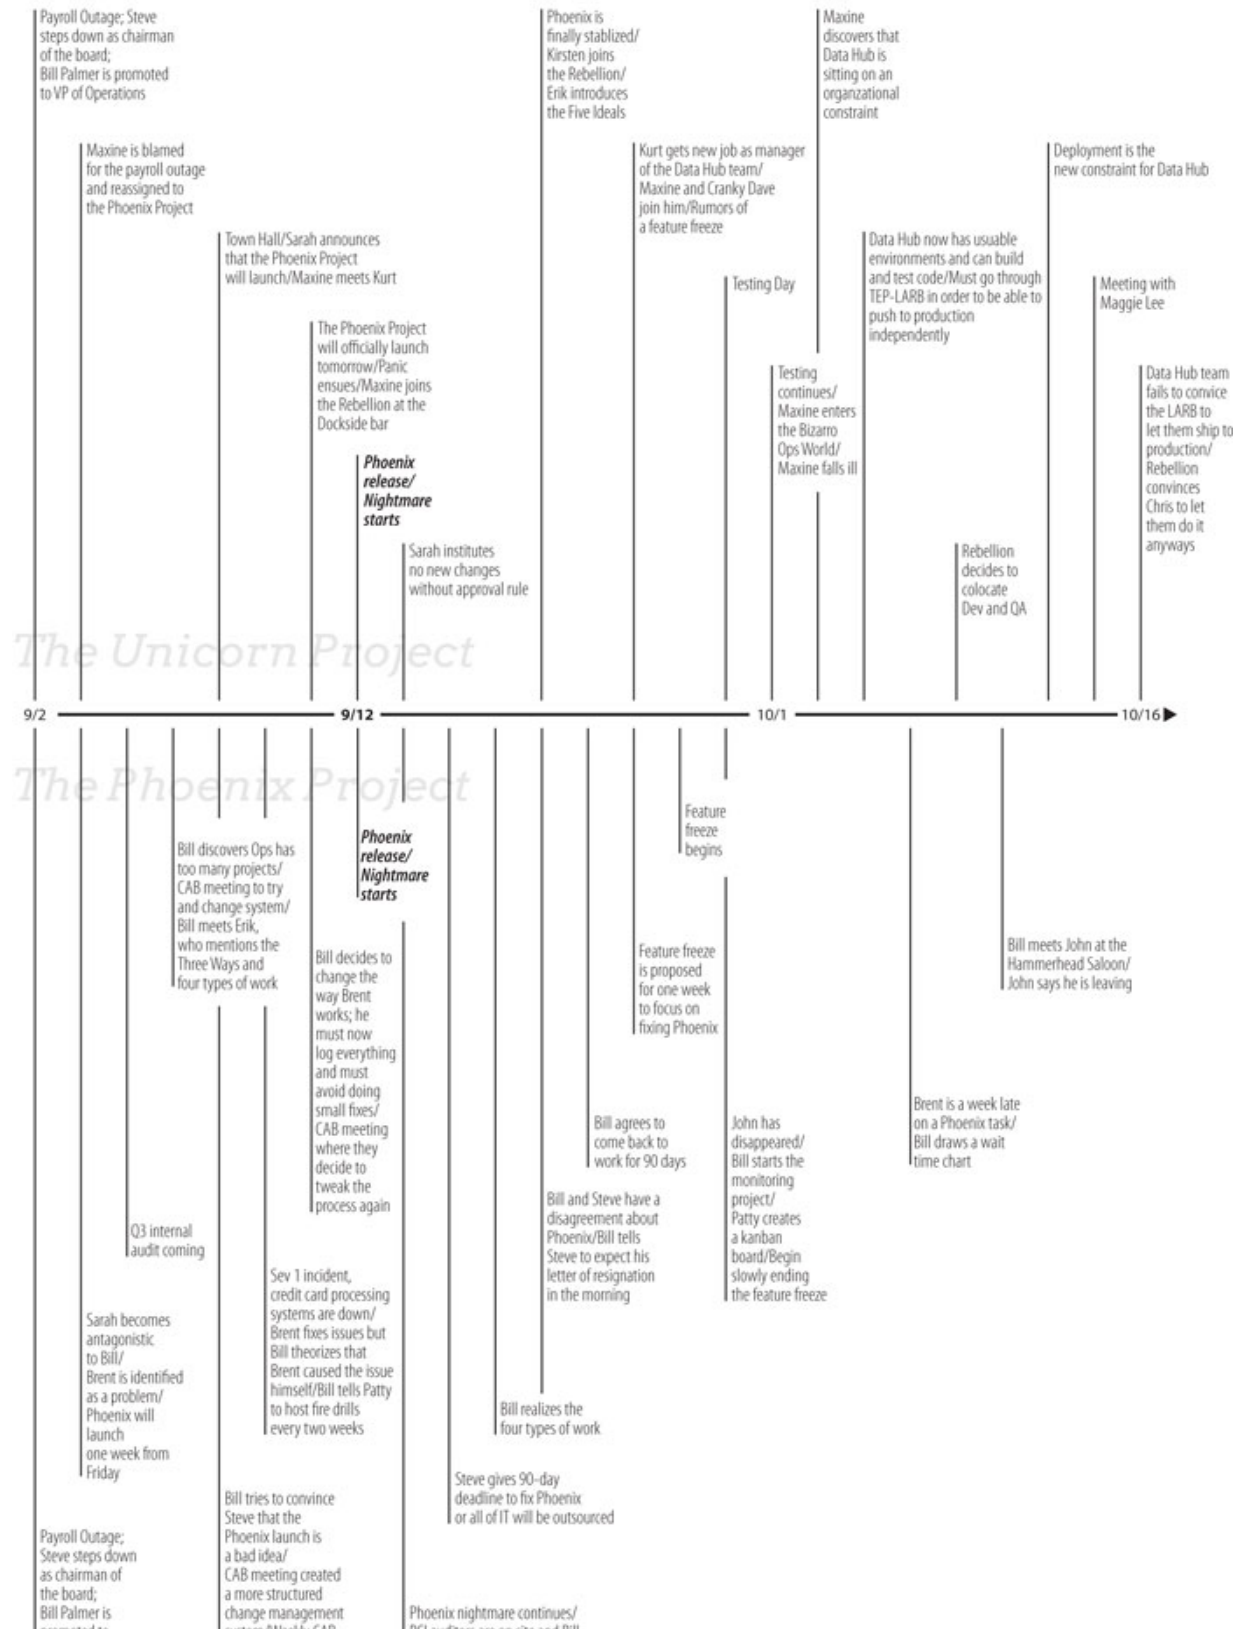 Payroll Outage; Steve
steps down as chairman
of the board;
Bill Palmer is promoted
to VP of Operations
Maxine is blamed
for the payroll outage
and reassigned to
the Phoenix Project
Town Hall/Sarah announces
that the Phoenix Project
will launch/Maxine meets Kurt
The Phoenix Project
will officially launch
tomorrow/Panic
ensues/Maxine joins
the Rebellion at the
Dockside bar
Phoenix
release/
Nightmare
starts
Sarah institutes
no new changes
without approval rule
Phoenix is
finally stablized/
Kirsten joins
the Rebellion/
Erik introduces
the Five Ideals
Kurt gets new job as manager
of the Data Hub team/
Maxine and Cranky Dave
join him/Rumors of
a feature freeze
Testing Day
Testing
continues/
Maxine enters
the Bizarro
Ops World/
Maxine falls ill
Maxine
discovers that
Data Hub is
sitting on an
organzational
constraint
Data Hub now has usuable
environments and can build
and test code/Must go through
TEP-LARB in order to be able to
push to production
independently
Rebellion
decides to
colocate
Dev and QA
Deployment is the
new constraint for Data Hub
Meeting with
Maggie Lee
Data Hub team
fails to convice
the LARB to
let them ship to
production/
Rebellion
convinces
Chris to let
them do it
anyways
The Unicorn Project
9/2 9/12 10/1 10/16
The Phoenix Project
Payroll Outage;
Steve steps down
as chairman of
the board;
Bill Palmer is
promoted to
Sarah becomes
antagonistic
to Bill/
Brent is identified
as a problem/
Phoenix will
launch
one week from
Friday
Q3 internal
audit coming
Bill discovers Ops has
too many projects/
CAB meeting to try
and change system/
Bill meets Erik,
who mentions the
Three Ways and
four types of work
Bill tries to convince
Steve that the
Phoenix launch is
a bad idea/
CAB meeting created
a more structured
change management
Sev 1 incident,
credit card processing
systems are down/
Brent fixes issues but
Bill theorizes that
Brent caused the issue
himself/Bill tells Patty
to host fire drills
every two weeks
Bill decides to
change the
way Brent
works; he
must now
log everything
and must
avoid doing
small fixes/
CAB meeting
where they
decide to
tweak the
process again
Phoenix
release/
Nightmare
starts
Phoenix nightmare continues/
Steve gives 90-day
deadline to fix Phoenix
or all of IT will be outsourced
Bill realizes the
four types of work
Bill and Steve have a
disagreement about
Phoenix/Bill tells
Steve to expect his
letter of resignation
in the morning
Bill agrees to
come back to
work for 90 days
Feature freeze
is proposed
for one week
to focus on
fixing Phoenix
Feature
freeze
begins
John has
disappeared/
Bill starts the
monitoring
project/
Patty creates
a kanban
board/Begin
slowly ending
the feature freeze
Brent is a week late
on a Phoenix task/
Bill draws a wait
time chart
Bill meets John at the
Hammerhead Saloon/
John says he is leaving